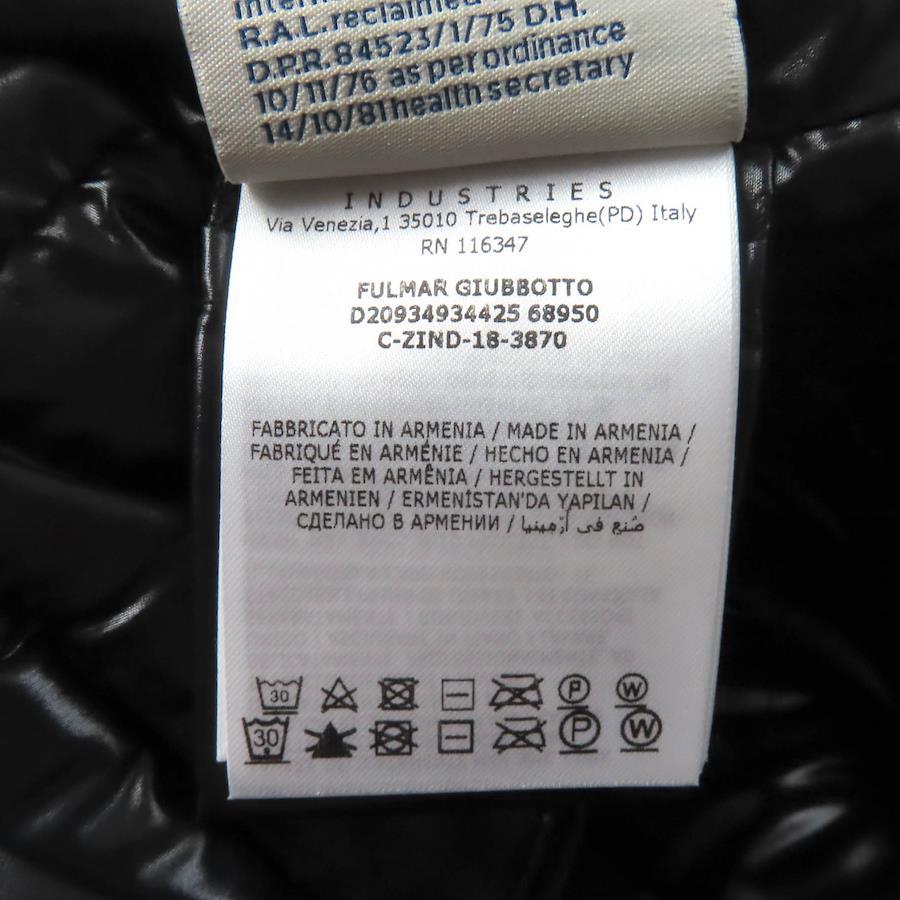 R.A.L. reclaimed
D.P.R. 84523/1/75 D.M.
10/11/76 as per ordinance
14/10/81 health secretary
INDUSTRIES
Via Venezia,1 35010 Trebaseleghe(PD) Italy
RN 116347
FULMAR GIUBBOTTO
D20934934425 68950
C-ZIND-18-3870
FABBRICATO IN ARMENIA / MADE IN ARMENIA /
FABRIQUÉ EN ARMÉNIE / HECHO EN ARMENIA /
FEITA EM ARMÊNIA / HERGESTELLT IN
ARMENIEN / ERMENİSTAN'DA YAPILAN /
СДЕЛАНО В АРМЕНИИ / صُنع في أرمينيا
30 P W
30 P W